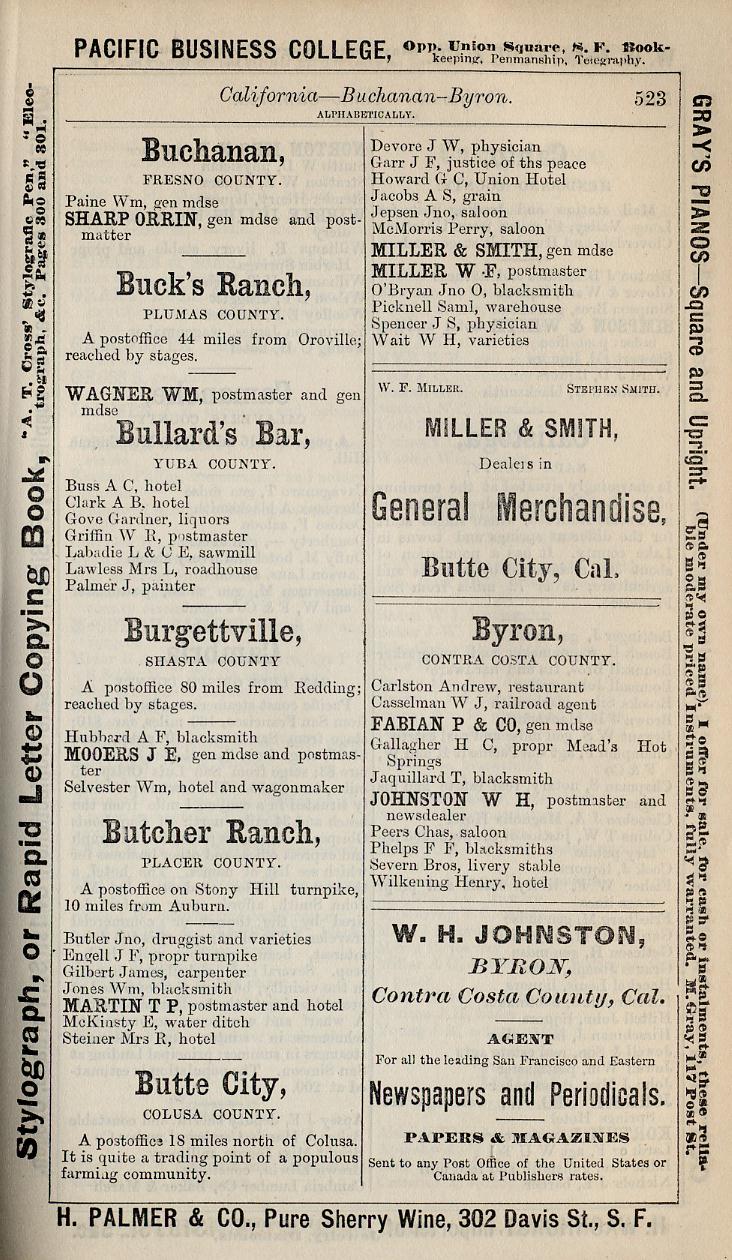 PACIFIC BUSINESS COLLEGE, Opp. Union Square, S. F. Book-
keeping, Penmanship, Telegraphy.
California—Buchanan-Byron. 523
ALPHABETICALLY.
Buchanan,
FRESNO COUNTY.
Paine Wm, gen mdse
SHARP ORRIN, gen mdse and post-
matter
Buck's Ranch,
PLUMAS COUNTY.
A postoffice 44 miles from Oroville;
reached by stages.
WAGNER WM, postmaster and gen
mdse
Bullard's Bar,
YUBA COUNTY.
Buss A C, hotel
Clark A B, hotel
Gove Gardner, liquors
Griffin W R, postmaster
Labadie L & C E, sawmill
Lawless Mrs L, roadhouse
Palmer J, painter
Burgettville,
SHASTA COUNTY
A postoffice 80 miles from Redding;
reached by stages.
Hubbard A F, blacksmith
MOOERS J E, gen mdse and postmas-
ter
Selvester Wm, hotel and wagonmaker
Butcher Ranch,
PLACER COUNTY.
A postoffice on Stony Hill turnpike,
10 miles from Auburn.
Butler Jno, druggist and varieties
Engell J F, propr turnpike
Gilbert James, carpenter
Jones Wm, blacksmith
MARTIN T P, postmaster and hotel
McKinsty E, water ditch
Steiner Mrs R, hotel
Butte City,
COLUSA COUNTY.
A postoffice 18 miles north of Colusa.
It is quite a trading point of a populous
farming community.
Devore J W, physician
Garr J F, justice of ths peace
Howard G C, Union Hotel
Jacobs A S, grain
Jepsen Jno, saloon
McMorris Perry, saloon
MILLER & SMITH, gen mdse
MILLER W F, postmaster
O'Bryan Jno O, blacksmith
Picknell Saml, warehouse
Spencer J S, physician
Wait W H, varieties
W. F. MILLER. STEPHEN SMITH.
MILLER & SMITH,
Dealers in
General Merchandise,
Butte City, Cal.
Byron,
CONTRA COSTA COUNTY.
Carlston Andrew, restaurant
Casselman W J, railroad agent
FABIAN P & CO, gen mdse
Gallagher H C, propr Mead's Hot
Springs
Jaquillard T, blacksmith
JOHNSTON W H, postmaster and
newsdealer
Peers Chas, saloon
Phelps F F, blacksmiths
Severn Bros, livery stable
Wilkening Henry, hotel
W. H. JOHNSTON,
BYRON,
Contra Costa County, Cal.
AGENT
For all the leading San Francisco and Eastern
Newspapers and Periodicals.
PAPERS & MAGAZINES
Sent to any Post Office of the United States or
Canada at Publishers rates.
Stylograph, or Rapid Letter Copying Book, "A. T. Cross' Stylografic Pen," "Elec-
trograph, &c. Pages 300 and 301.
GRAY'S PIANOS—Square and Upright. (Under my own name). I offer for sale, for cash or instalments, these relia-
ble moderate priced instruments, fully warranted. M. Gray, 117 Post St.
H. PALMER & CO., Pure Sherry Wine, 302 Davis St., S. F.